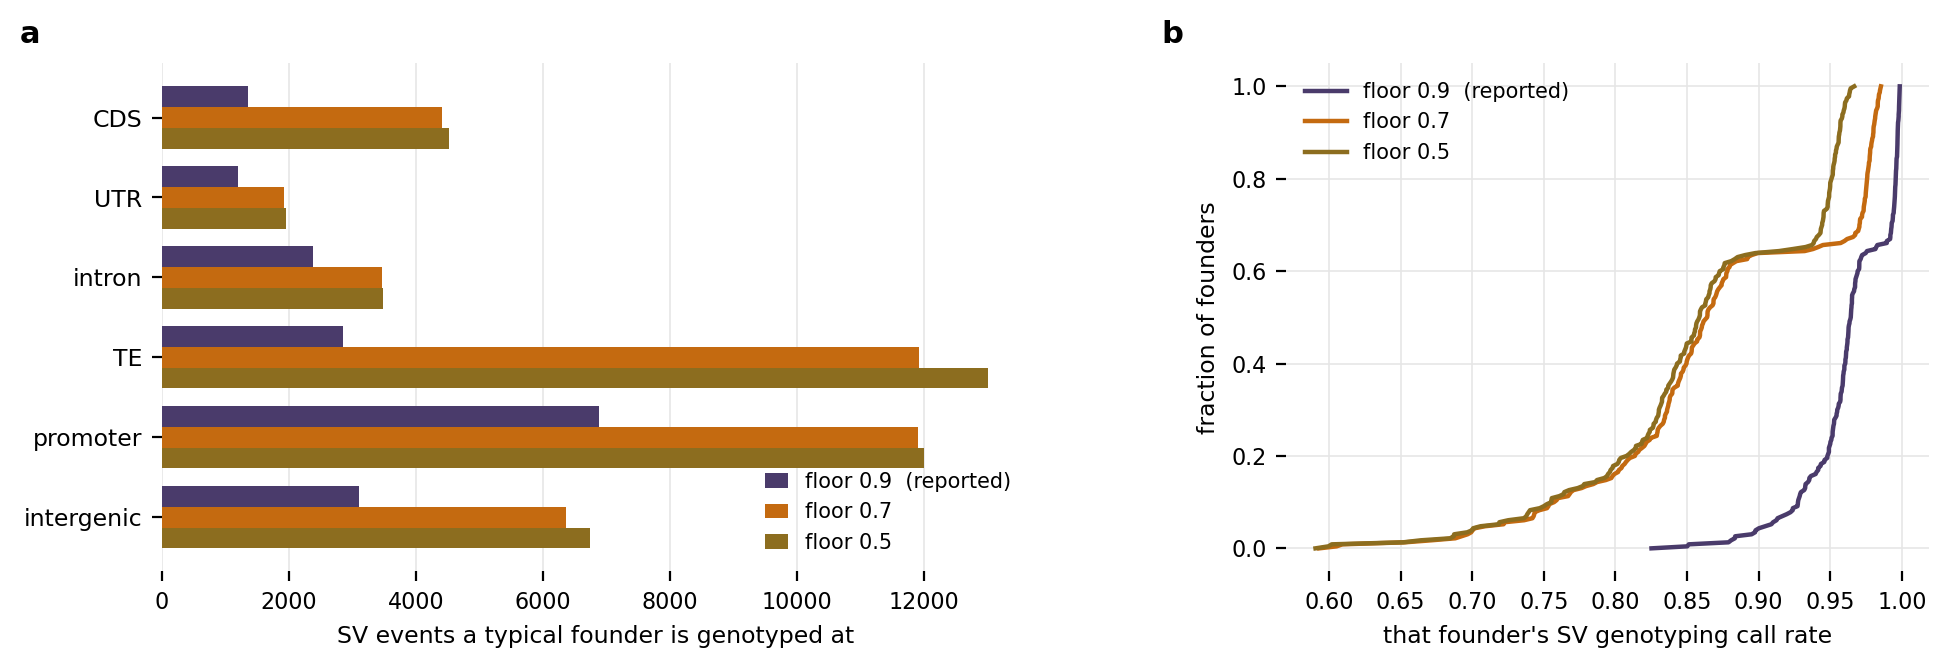 a
CDS
UTR
intron
TE
promoter
intergenic
floor 0.9 (reported)
floor 0.7
floor 0.5
0 2000 4000 6000 8000 10000 12000
SV events a typical founder is genotyped at
b
fraction of founders
1.0
0.8
0.6
0.4
0.2
0.0
floor 0.9 (reported)
floor 0.7
floor 0.5
0.60 0.65 0.70 0.75 0.80 0.85 0.90 0.95 1.00
that founder's SV genotyping call rate